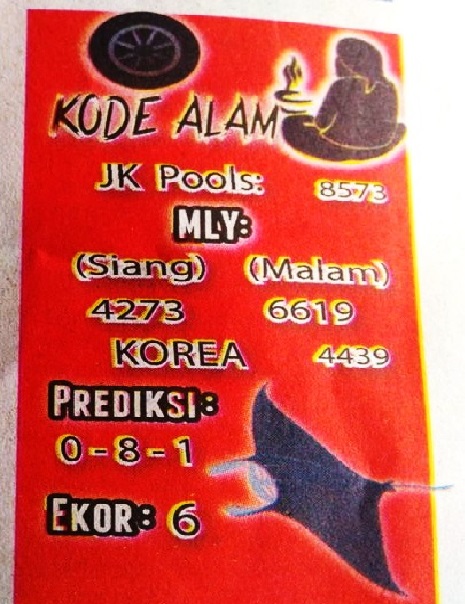 KODE ALAM
JK Pools: 8573
MLY:
(Siang) (Malam)
4273 6619
KOREA 4439
PREDIKSI:
0-8-1
EKOR: 6